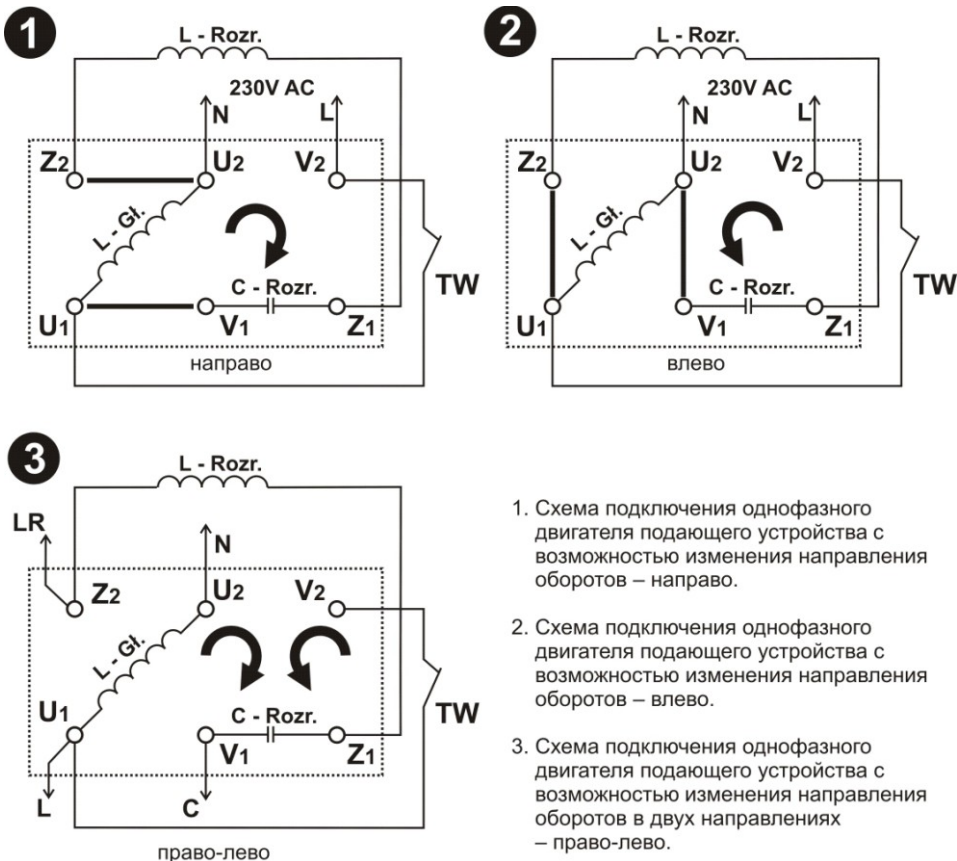 1
L - Rozr.
230V AC
N
L
Z2
U2
V2
L - Gł.
TW
C - Rozr.
U1
V1
Z1
направо
2
L - Rozr.
230V AC
N
L
Z2
U2
V2
L - Gł.
TW
C - Rozr.
U1
V1
Z1
влево
3
L - Rozr.
LR
N
Z2
U2
V2
L - Gł.
U1
C - Rozr.
TW
V1
Z1
L
C
право-лево
1. Схема подключения однофазного
двигателя подающего устройства с
возможностью изменения направления
оборотов – направо.
2. Схема подключения однофазного
двигателя подающего устройства с
возможностью изменения направления
оборотов – влево.
3. Схема подключения однофазного
двигателя подающего устройства с
возможностью изменения направления
оборотов в двух направлениях
– право-лево.